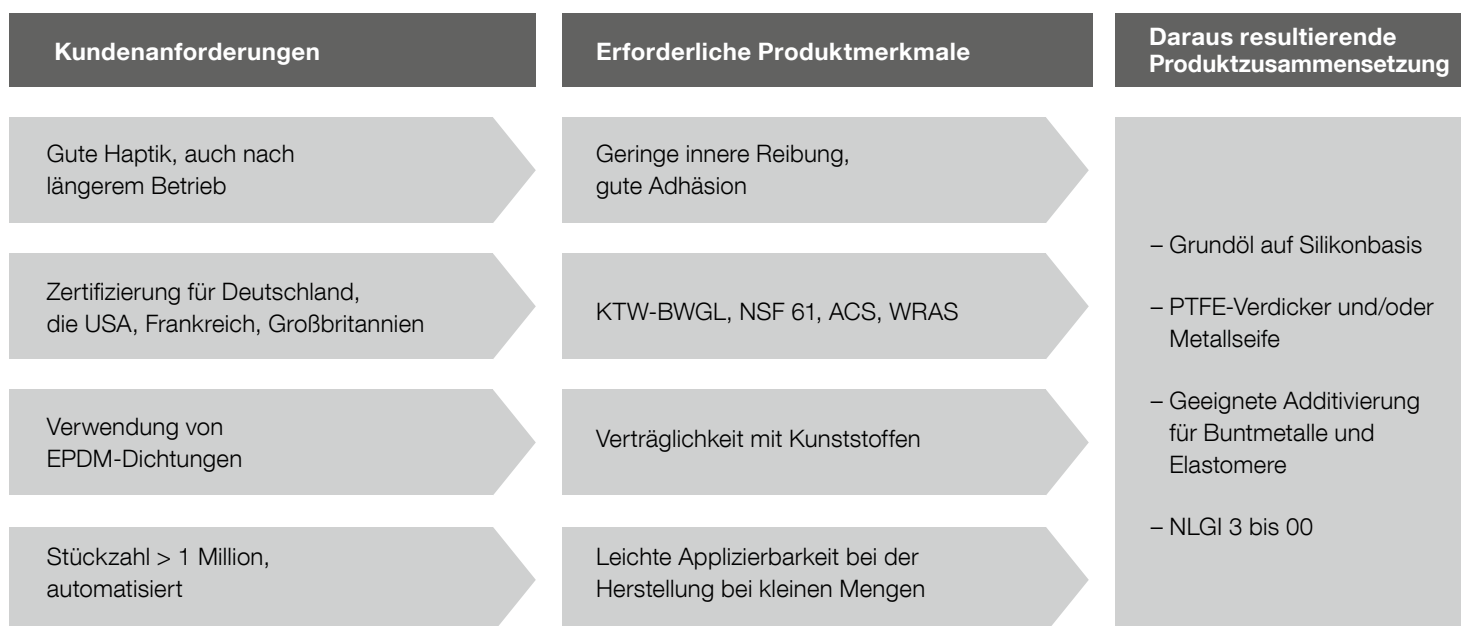 Kundenanforderungen
Erforderliche Produktmerkmale
Daraus resultierende
Produktzusammensetzung
Gute Haptik, auch nach
längerem Betrieb
Geringe innere Reibung,
gute Adhäsion
Zertifizierung für Deutschland,
die USA, Frankreich, Großbritannien
KTW-BWGL, NSF 61, ACS, WRAS
Verwendung von
EPDM-Dichtungen
Verträglichkeit mit Kunststoffen
Stückzahl > 1 Million,
automatisiert
Leichte Applizierbarkeit bei der
Herstellung bei kleinen Mengen
– Grundöl auf Silikonbasis
– PTFE-Verdicker und/oder
Metallseife
– Geeignete Additivierung
für Buntmetalle und
Elastomere
– NLGI 3 bis 00